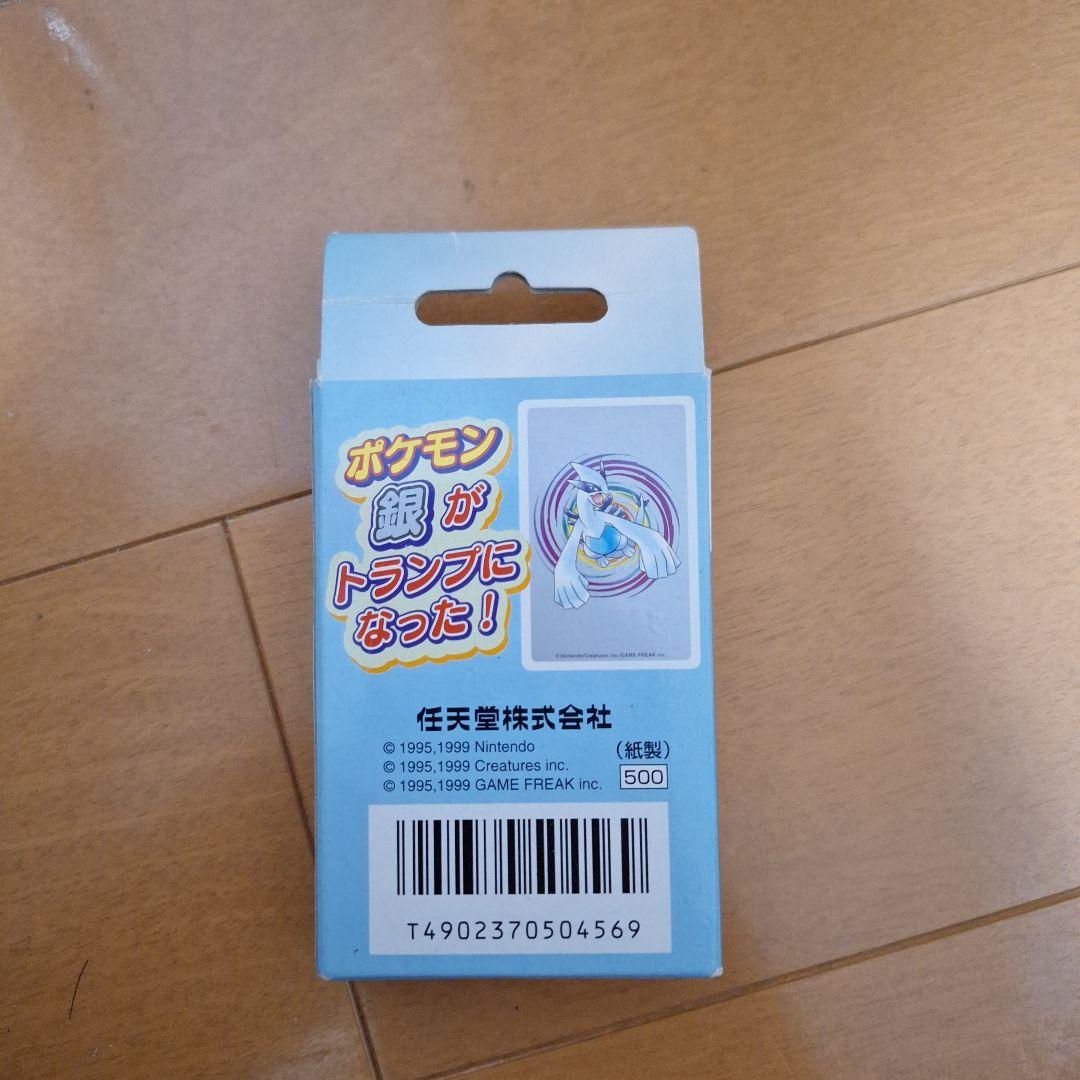 ポケモン
銀が
トランプに
なった!
©Nintendo/Creatures inc./GAME FREAK inc.
任天堂株式会社
© 1995,1999 Nintendo
© 1995,1999 Creatures inc.
© 1995,1999 GAME FREAK inc.
(紙製)
500
T4902370504569